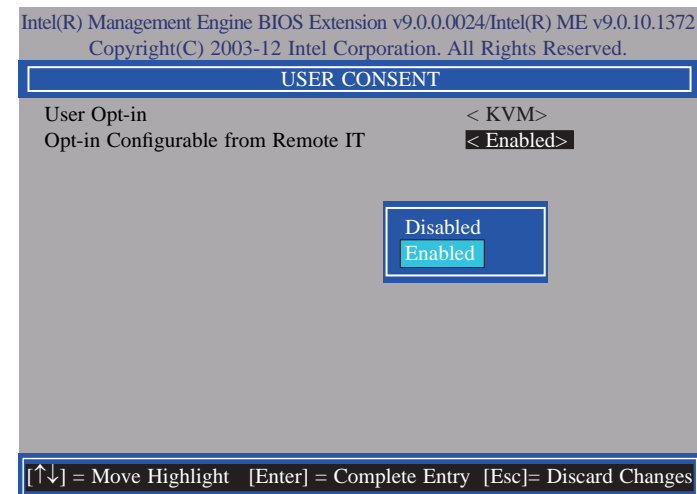 Intel(R) Management Engine BIOS Extension v9.0.0.0024/Intel(R) ME v9.0.10.1372
Copyright(C) 2003-12 Intel Corporation. All Rights Reserved.
USER CONSENT
User Opt-in < KVM>
Opt-in Configurable from Remote IT < Enabled>
Disabled
Enabled
[↑↓] = Move Highlight [Enter] = Complete Entry [Esc]= Discard Changes